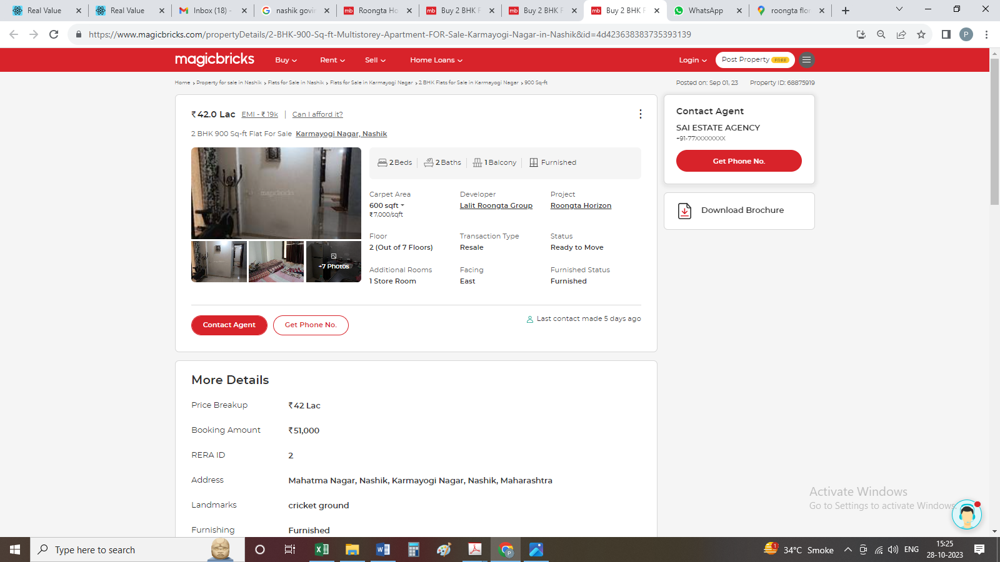 Real Value
Real Value
Inbox (18) -
nashik govin
Roongta Ho
Buy 2 BHK F
Buy 2 BHK F
Buy 2 BHK F
WhatsApp
roongta flor
https://www.magicbricks.com/propertyDetails/2-BHK-900-Sq-ft-Multistorey-Apartment-FOR-Sale-Karmayogi-Nagar-in-Nashik&id=4d423638383735393139
P
magicbricks
Buy
Rent
Sell
Home Loans
Login
Post Property FREE
Home > Property for sale in Nashik > Flats for Sale in Nashik > Flats for Sale in Karmayogi Nagar > 2 BHK Flats for Sale in Karmayogi Nagar > 900 Sq-ft
Posted on: Sep 01, 23 Property ID: 68875919
₹42.0 Lac EMI - ₹ 19k | Can I afford it?
2 BHK 900 Sq-ft Flat For Sale Karmayogi Nagar, Nashik
magicbricks
+7 Photos
2 Beds
2 Baths
1 Balcony
Furnished
Carpet Area
600 sqft
₹7,000/sqft
Developer
Lalit Roongta Group
Project
Roongta Horizon
Floor
2 (Out of 7 Floors)
Transaction Type
Resale
Status
Ready to Move
Additional Rooms
1 Store Room
Facing
East
Furnished Status
Furnished
Contact Agent
Get Phone No.
Last contact made 5 days ago
Contact Agent
SAI ESTATE AGENCY
+91-77XXXXXXXX
Get Phone No.
Download Brochure
More Details
Price Breakup ₹42 Lac
Booking Amount ₹51,000
RERA ID 2
Address Mahatma Nagar, Nashik, Karmayogi Nagar, Nashik, Maharashtra
Landmarks cricket ground
Furnishing Furnished
Activate Windows
Go to Settings to activate Windows.
Type here to search
1
34°C Smoke
ENG
15:25
28-10-2023